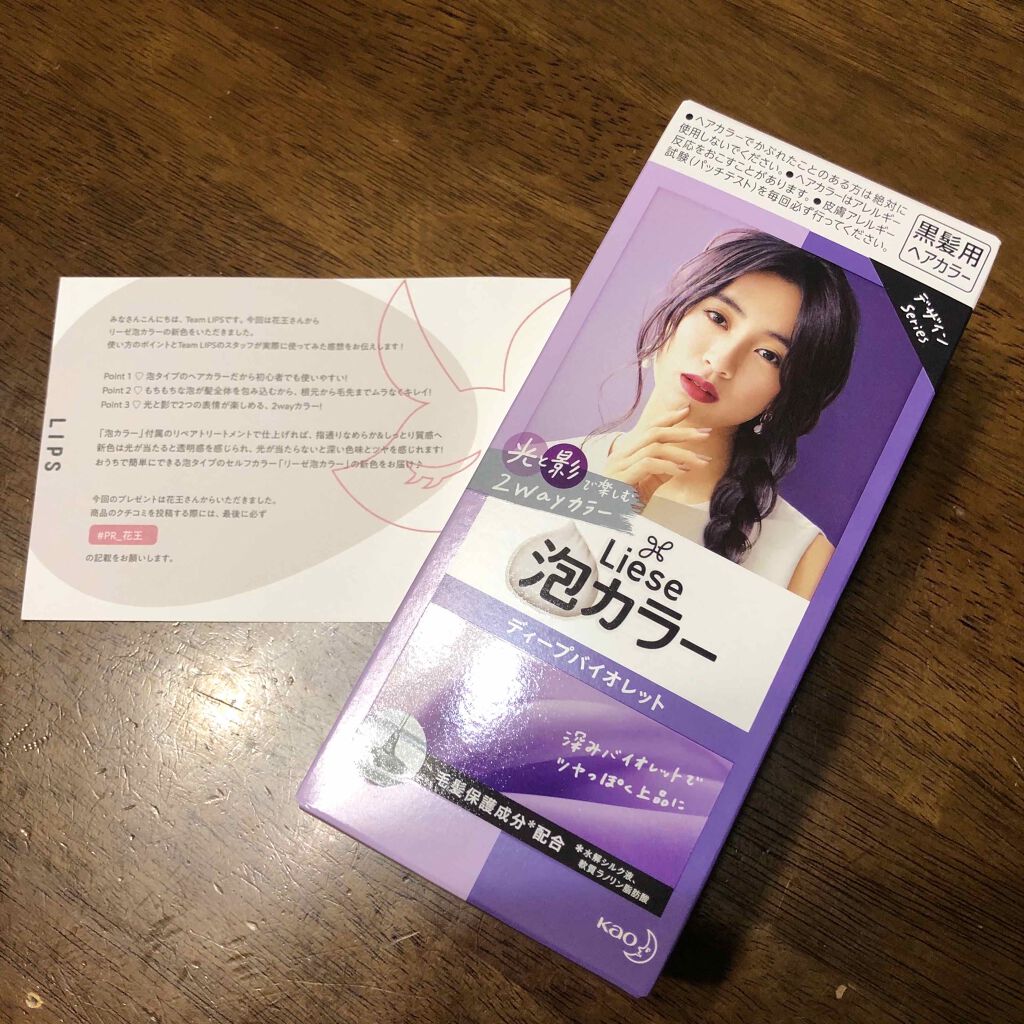 みなさんこんにちは、Team LIPSです。今回は花王さんから
リーゼ泡カラーの新色をいただきました。
使い方のポイントとTeam LIPSのスタッフが実際に使ってみた感想をお伝えします!
Point 1 ♡ 泡タイプのヘアカラーだから初心者でも使いやすい!
Point 2 ♡ もちもちな泡が髪全体を包み込むから、根元から毛先までムラなくキレイ!
Point 3 ♡ 光と影で2つの表情が楽しめる、2wayカラー!
「泡カラー」付属のリペアトリートメントで仕上げれば、指通りなめらか&しっとり質感へ
新色は光が当たると透明感を感じられ、光が当たらないと深い色味とツヤを感じれます!
おうちで簡単にできる泡タイプのセルフカラー「リーゼ泡カラー」の新色をお届け♪
今回のプレゼントは花王さんからいただきました。
商品のクチコミを投稿する際には、最後に必ず
#PR_花王
の記載をお願いします。
LIPS
●ヘアカラーでかぶれたことのある方は絶対に
使用しないでください。●ヘアカラーはアレルギー
反応をおこすことがあります。●皮膚アレルギー
試験(パッチテスト)を毎回必ず行ってください。
黒髪用
ヘアカラー
デザイン
Series
光と影で楽しむ
2wayカラー
Liese
泡カラー
ディープバイオレット
深みバイオレットで
ツヤっぽく上品に
毛髪保護成分*配合
*水解シルク液、
軟質ラノリン脂肪酸
Kao